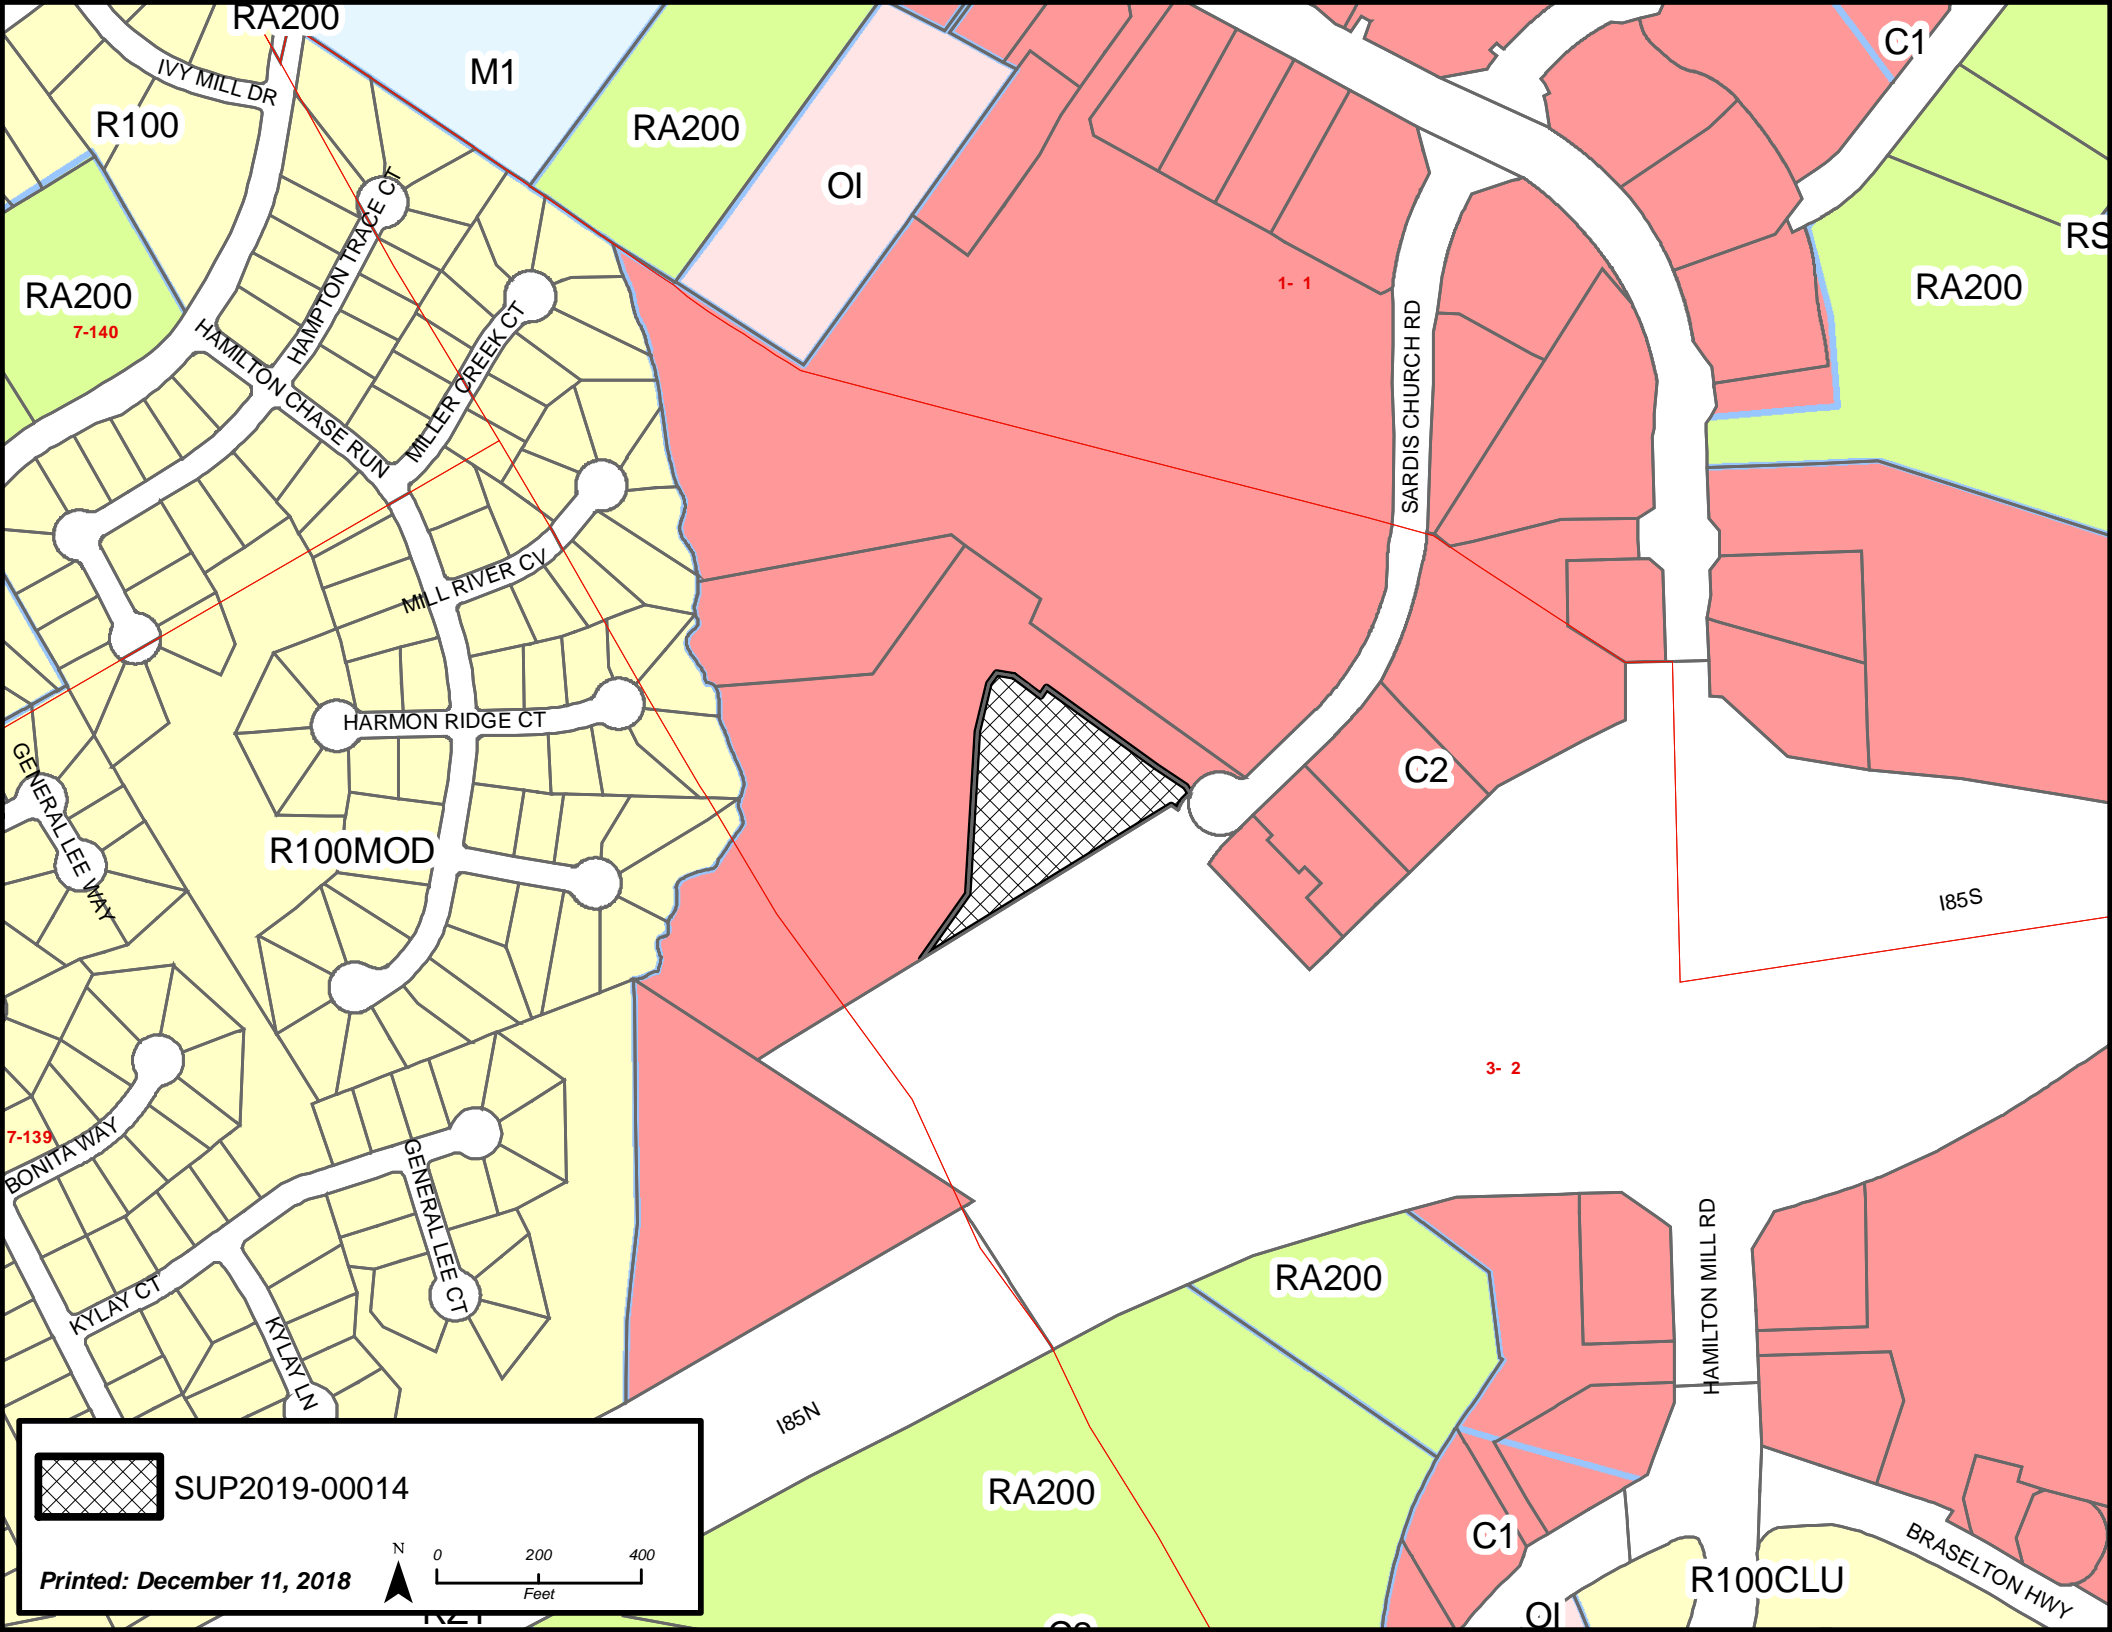 RA200
C1
M1
IVY MILL DR
R100
RA200
OI
HAMPTON TRACE CT
RA200
7-140
1- 1
RA200
HAMILTON CHASE RUN
MILLER CREEK CT
SARDIS CHURCH RD
MILL RIVER CV
HARMON RIDGE CT
GENERAL LEE WAY
C2
R100MOD
I85S
3- 2
7-139
BONITA WAY
GENERAL LEE CT
KYLAY CT
KYLAY LN
RA200
HAMILTON MILL RD
I85N
RA200
C1
BRASELTON HWY
R100CLU
OI
SUP2019-00014
Printed: December 11, 2018
N
0 200 400
Feet